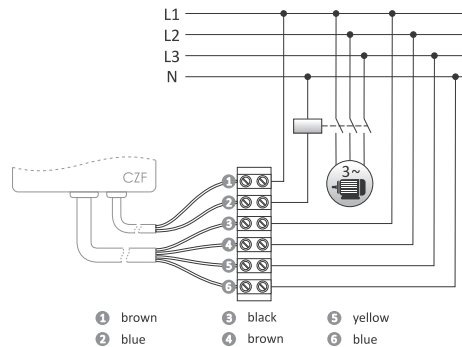 L1
L2
L3
N
CZF
3~
1
2
3
4
5
6
1 brown 3 black 5 yellow
2 blue 4 brown 6 blue